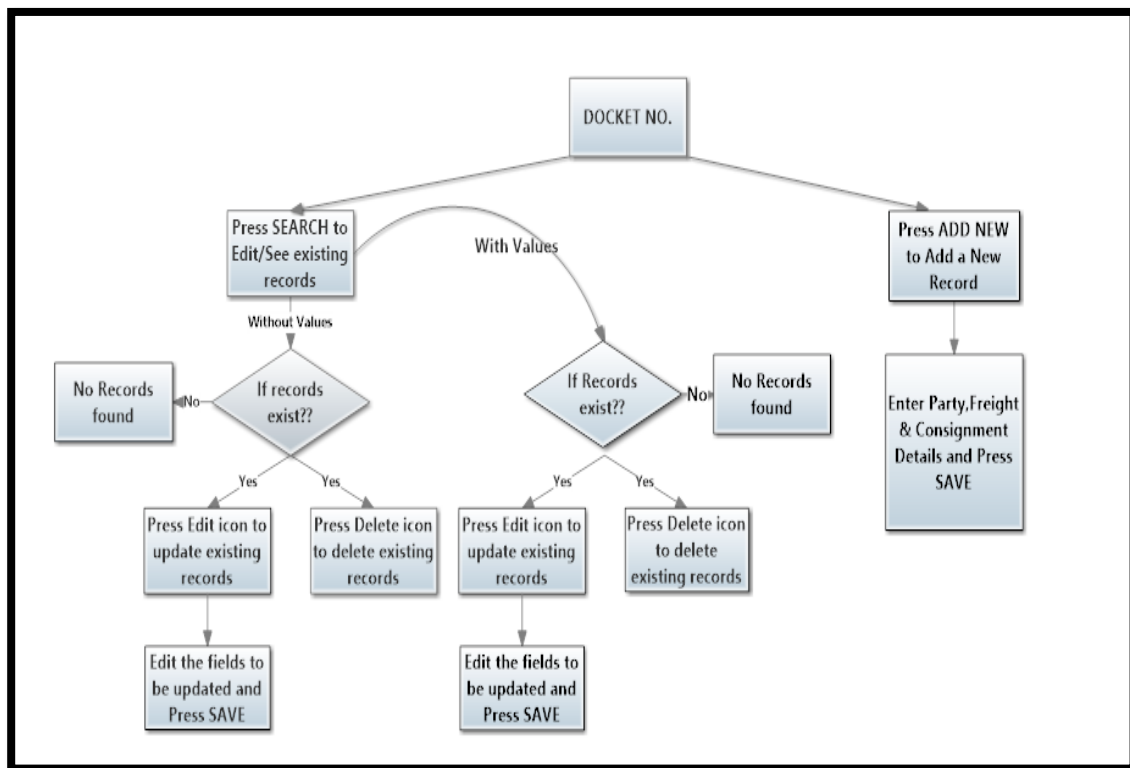 DOCKET NO.
Press SEARCH to
Edit/See existing
records
With Values
Press ADD NEW
to Add a New
Record
Without Values
No Records
found
No
If records
exist??
If Records
exist??
No
No Records
found
Enter Party,Freight
& Consignment
Details and Press
SAVE
Yes
Yes
Yes
Yes
Press Edit icon to
update existing
records
Press Delete icon
to delete existing
records
Press Edit icon to
update existing
records
Press Delete icon
to delete
existing records
Edit the fields to
be updated and
Press SAVE
Edit the fields to
be updated and
Press SAVE